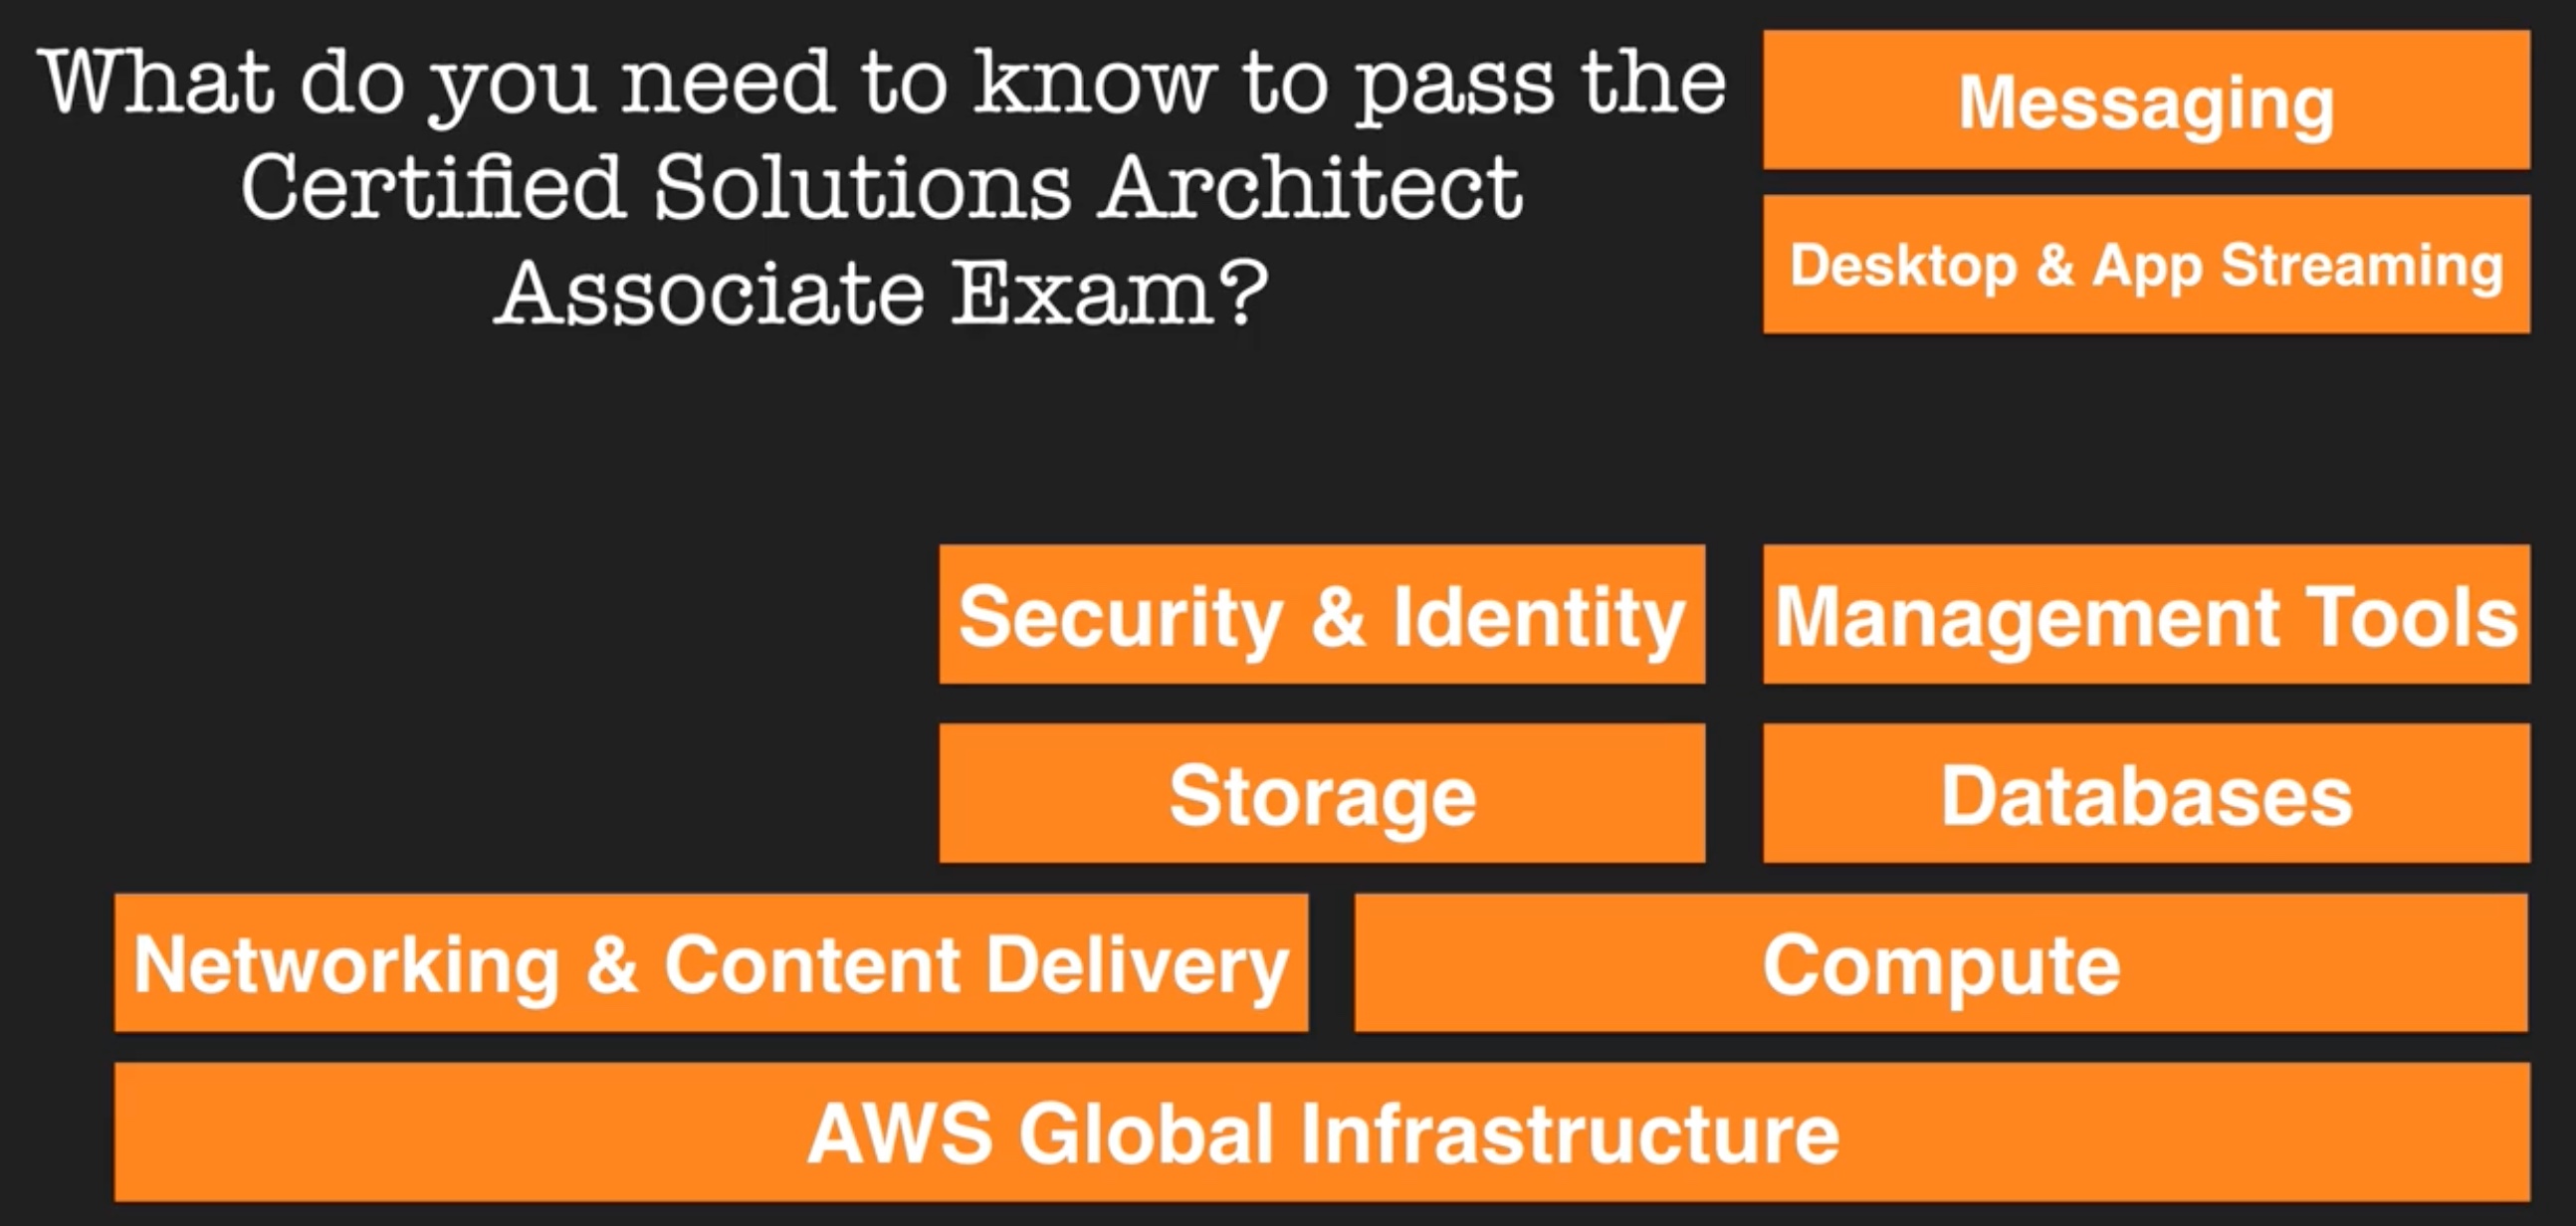 What do you need to know to pass the
Certified Solutions Architect
Associate Exam?
Messaging
Desktop & App Streaming
Security & Identity
Management Tools
Storage
Databases
Networking & Content Delivery
Compute
AWS Global Infrastructure